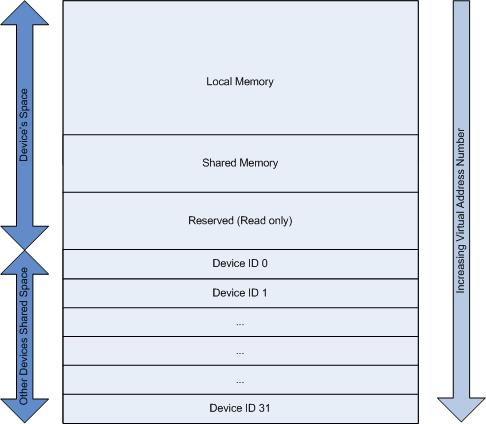 Device's Space
Local Memory
Shared Memory
Reserved (Read only)
Other Devices Shared Space
Device ID 0
Device ID 1
...
...
...
Device ID 31
Increasing Virtual Address Number